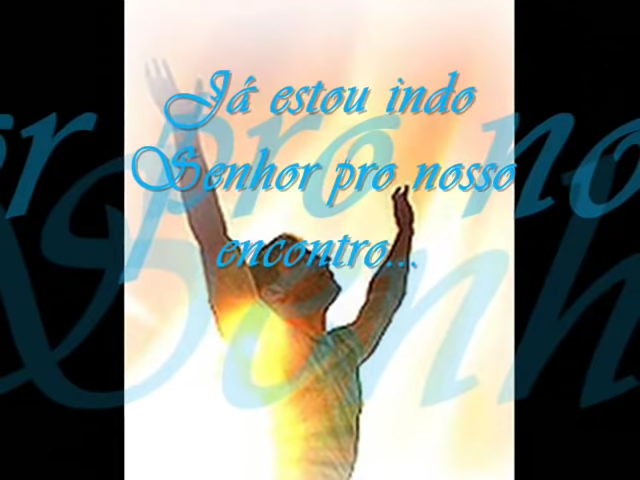 Já estou indo
Senhor pro nosso
encontro...